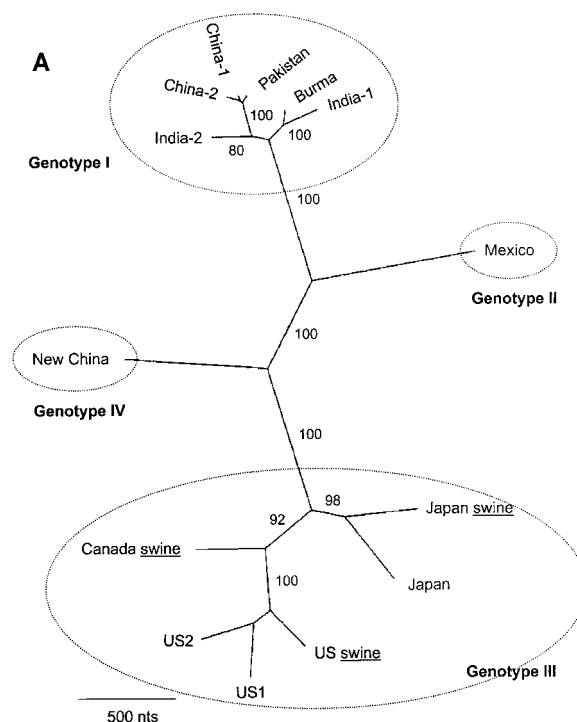 A
China-1
Pakistan
China-2
Burma
100
India-1
India-2
100
80
Genotype I
100
Mexico
Genotype II
100
New China
Genotype IV
100
98
Japan swine
92
Canada swine
100
Japan
US2
US swine
Genotype III
US1
500 nts